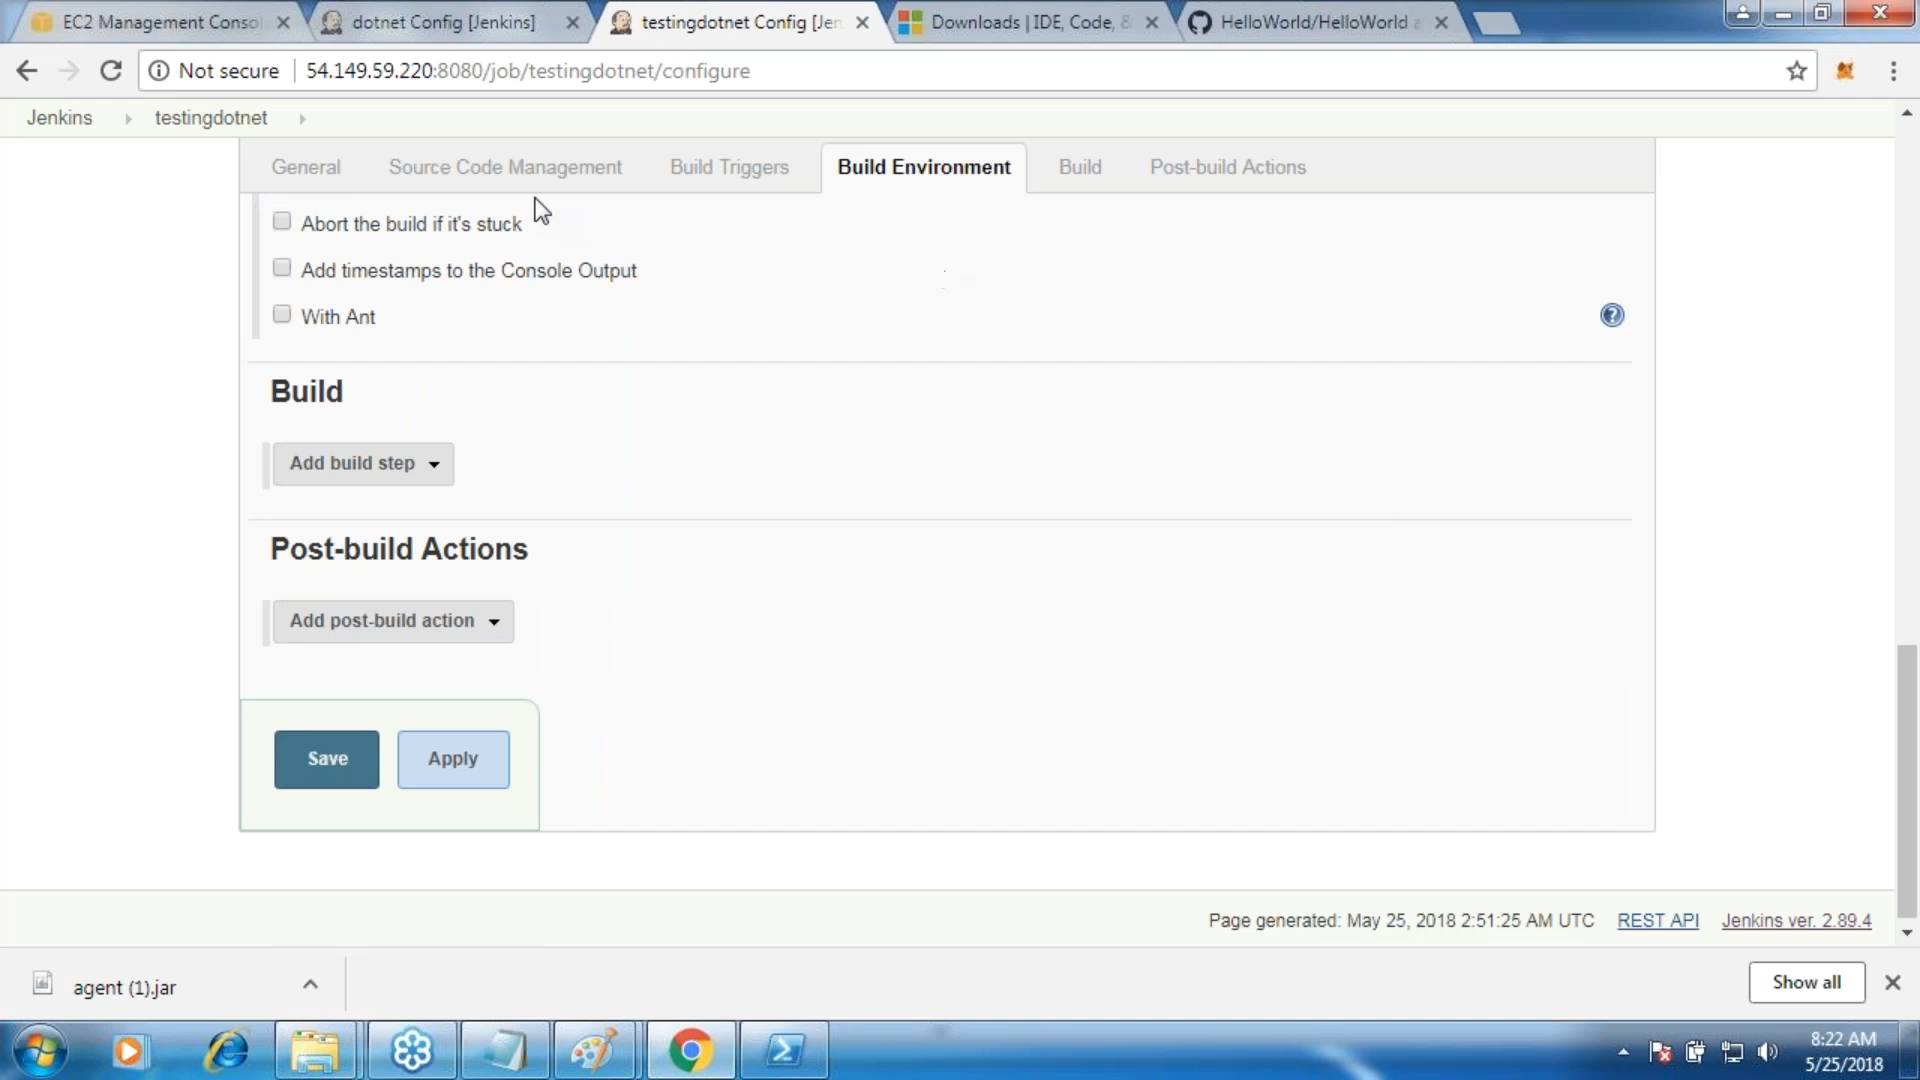 EC2 Management Consol
dotnet Config [Jenkins]
testingdotnet Config [Jen
Downloads | IDE, Code, &
HelloWorld/HelloWorld a
Not secure
54.149.59.220:8080/job/testingdotnet/configure
Jenkins
testingdotnet
General
Source Code Management
Build Triggers
Build Environment
Build
Post-build Actions
Abort the build if it's stuck
Add timestamps to the Console Output
With Ant
Build
Add build step
Post-build Actions
Add post-build action
Save
Apply
Page generated: May 25, 2018 2:51:25 AM UTC
REST API
Jenkins ver. 2.89.4
agent (1).jar
Show all
8:22 AM
5/25/2018